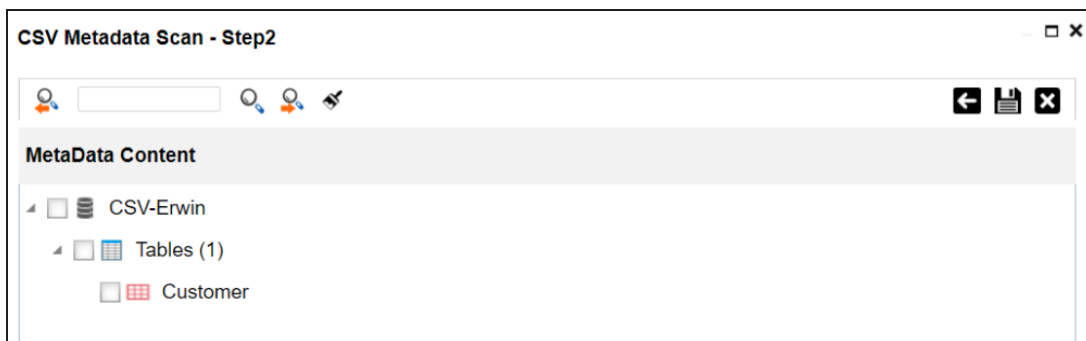 CSV Metadata Scan - Step2
MetaData Content
CSV-Erwin
Tables (1)
Customer